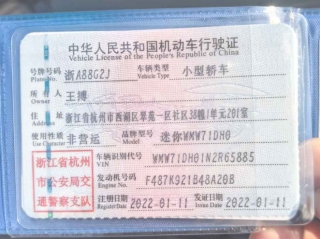 中华人民共和国机动车行驶证
Vehicle License of the People's Republic of China
号牌号码 浙A88G2J 车辆类型 小型轿车
Plate No. Vehicle Type
所有人 王搏
Owner
住址 浙江省杭州市西湖区翠苑一区社区38幢7单元201室
Address
使用性质 非营运 品牌型号 迷你WMW71DH0
Use Character Model
浙江省杭州
市公安局交
通警察支队
车辆识别代号 WMW71DH01N2R65885
VIN
发动机号码 F487K921B48A20B
Engine No.
注册日期 2022-01-11 发证日期 2022-01-11
Register Date Issue Date